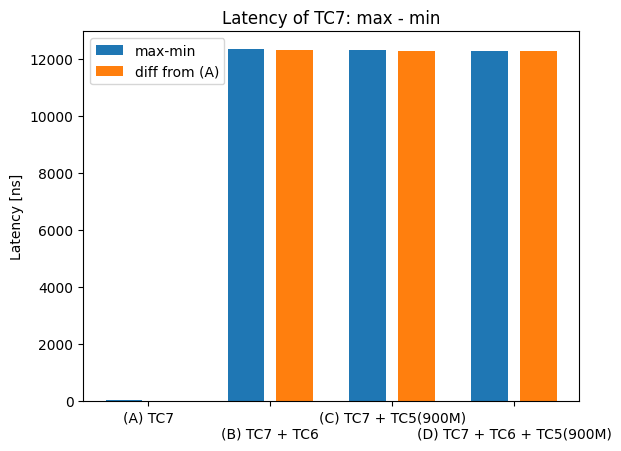 Latency of TC7: max - min
max-min
diff from (A)
Latency [ns]
12000
10000
8000
6000
4000
2000
0
(A) TC7
(B) TC7 + TC6
(C) TC7 + TC5(900M)
(D) TC7 + TC6 + TC5(900M)